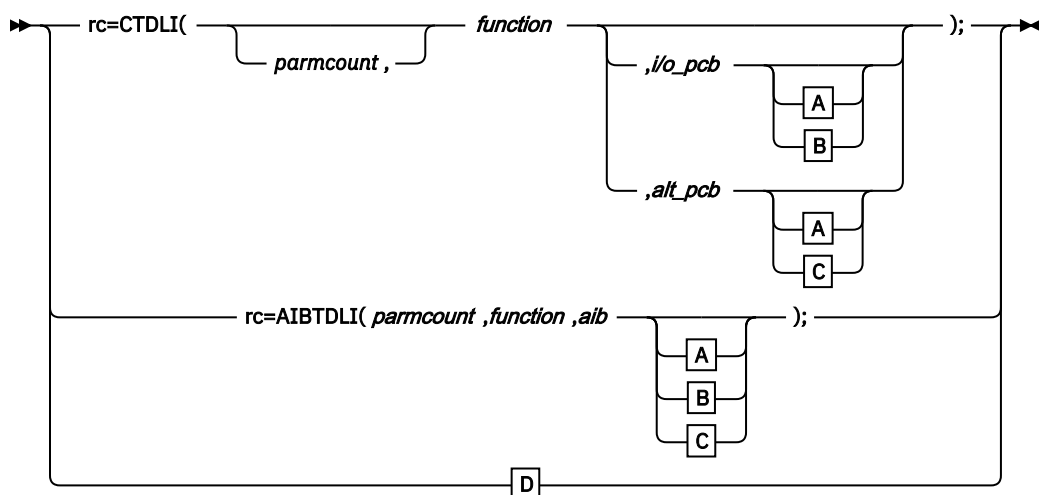 rc=CTDLI( parmcount , function ,i/o_pcb A B ,alt_pcb A C );
rc=AIBTDLI( parmcount ,function ,aib A B C );
D